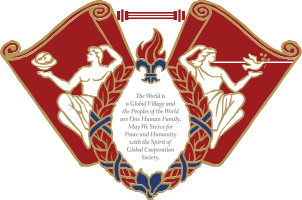 The World is
a Global Village and
the Peoples of the World
are One Human Family.
May We Strive for
Peace and Humanity
with the Spirit of
Global Cooperation
Society.